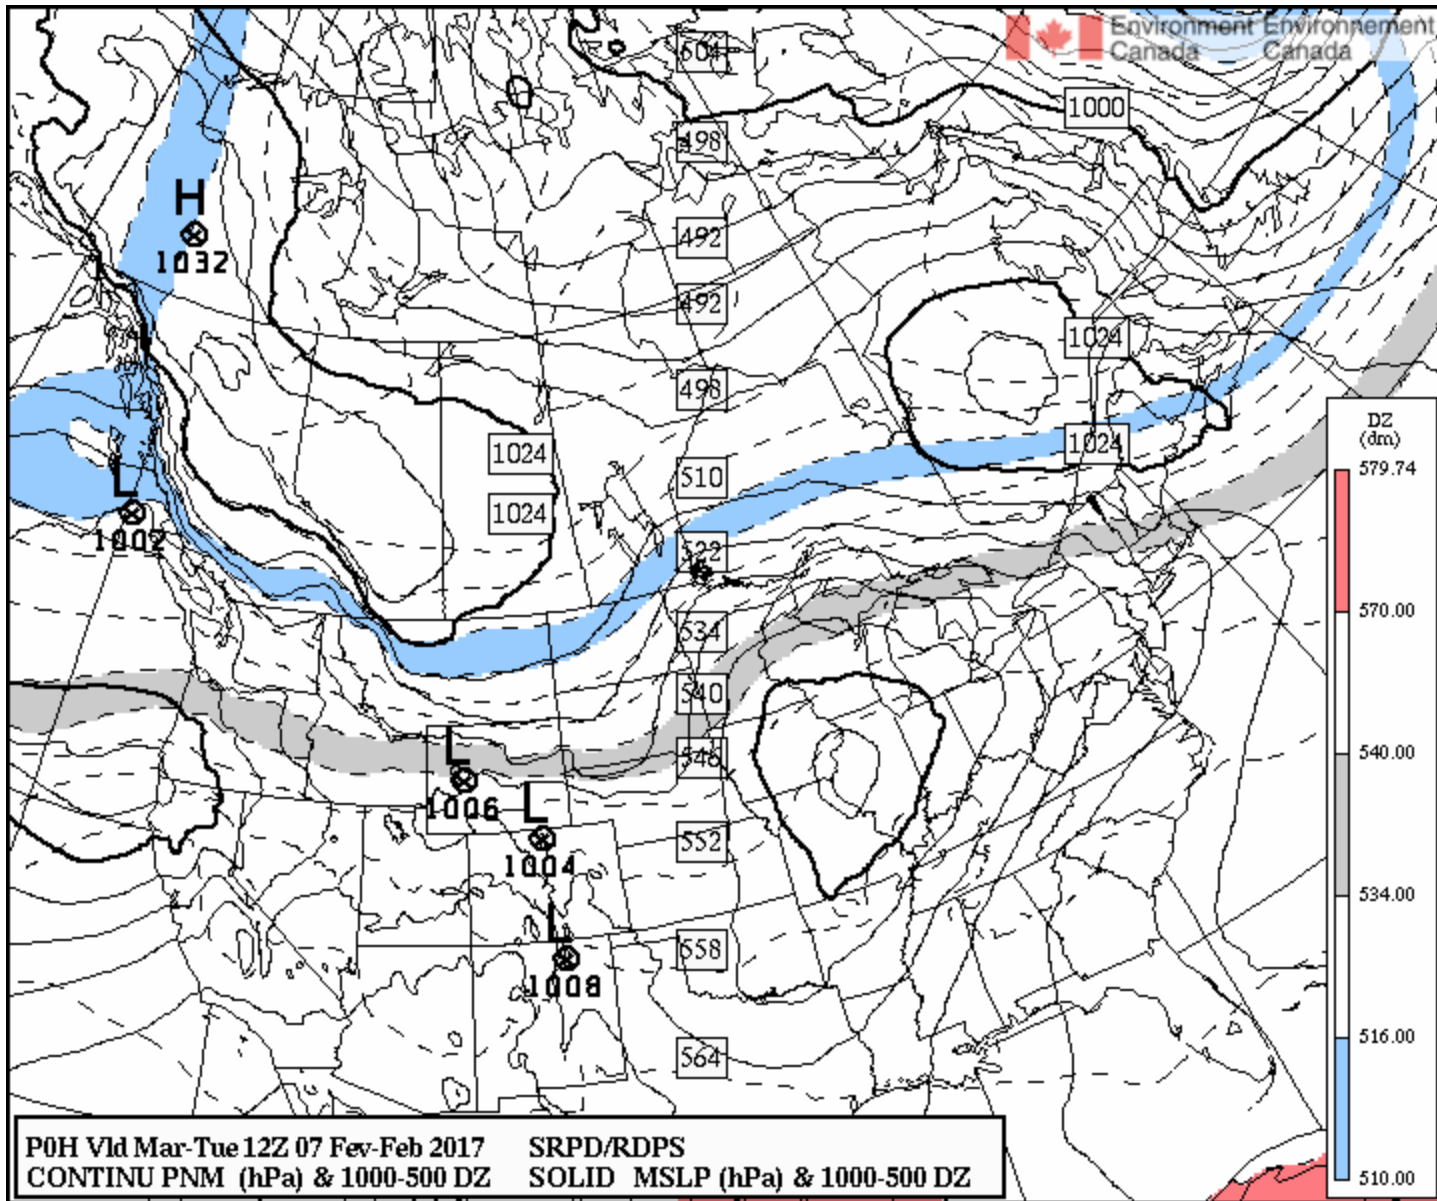 Environment Environnement
Canada Canada
504
1000
498
H
1032
492
492
1024
498
1024
1024
510
L
1002
1024
522
534
540
L
1006
546
L
1004
552
L
1008
558
564
DZ
(dm)
579.74
570.00
540.00
534.00
516.00
510.00
P0H Vld Mar-Tue 12Z 07 Fev-Feb 2017 SRPD/RDPS
CONTINU PNM (hPa) & 1000-500 DZ SOLID MSLP (hPa) & 1000-500 DZ